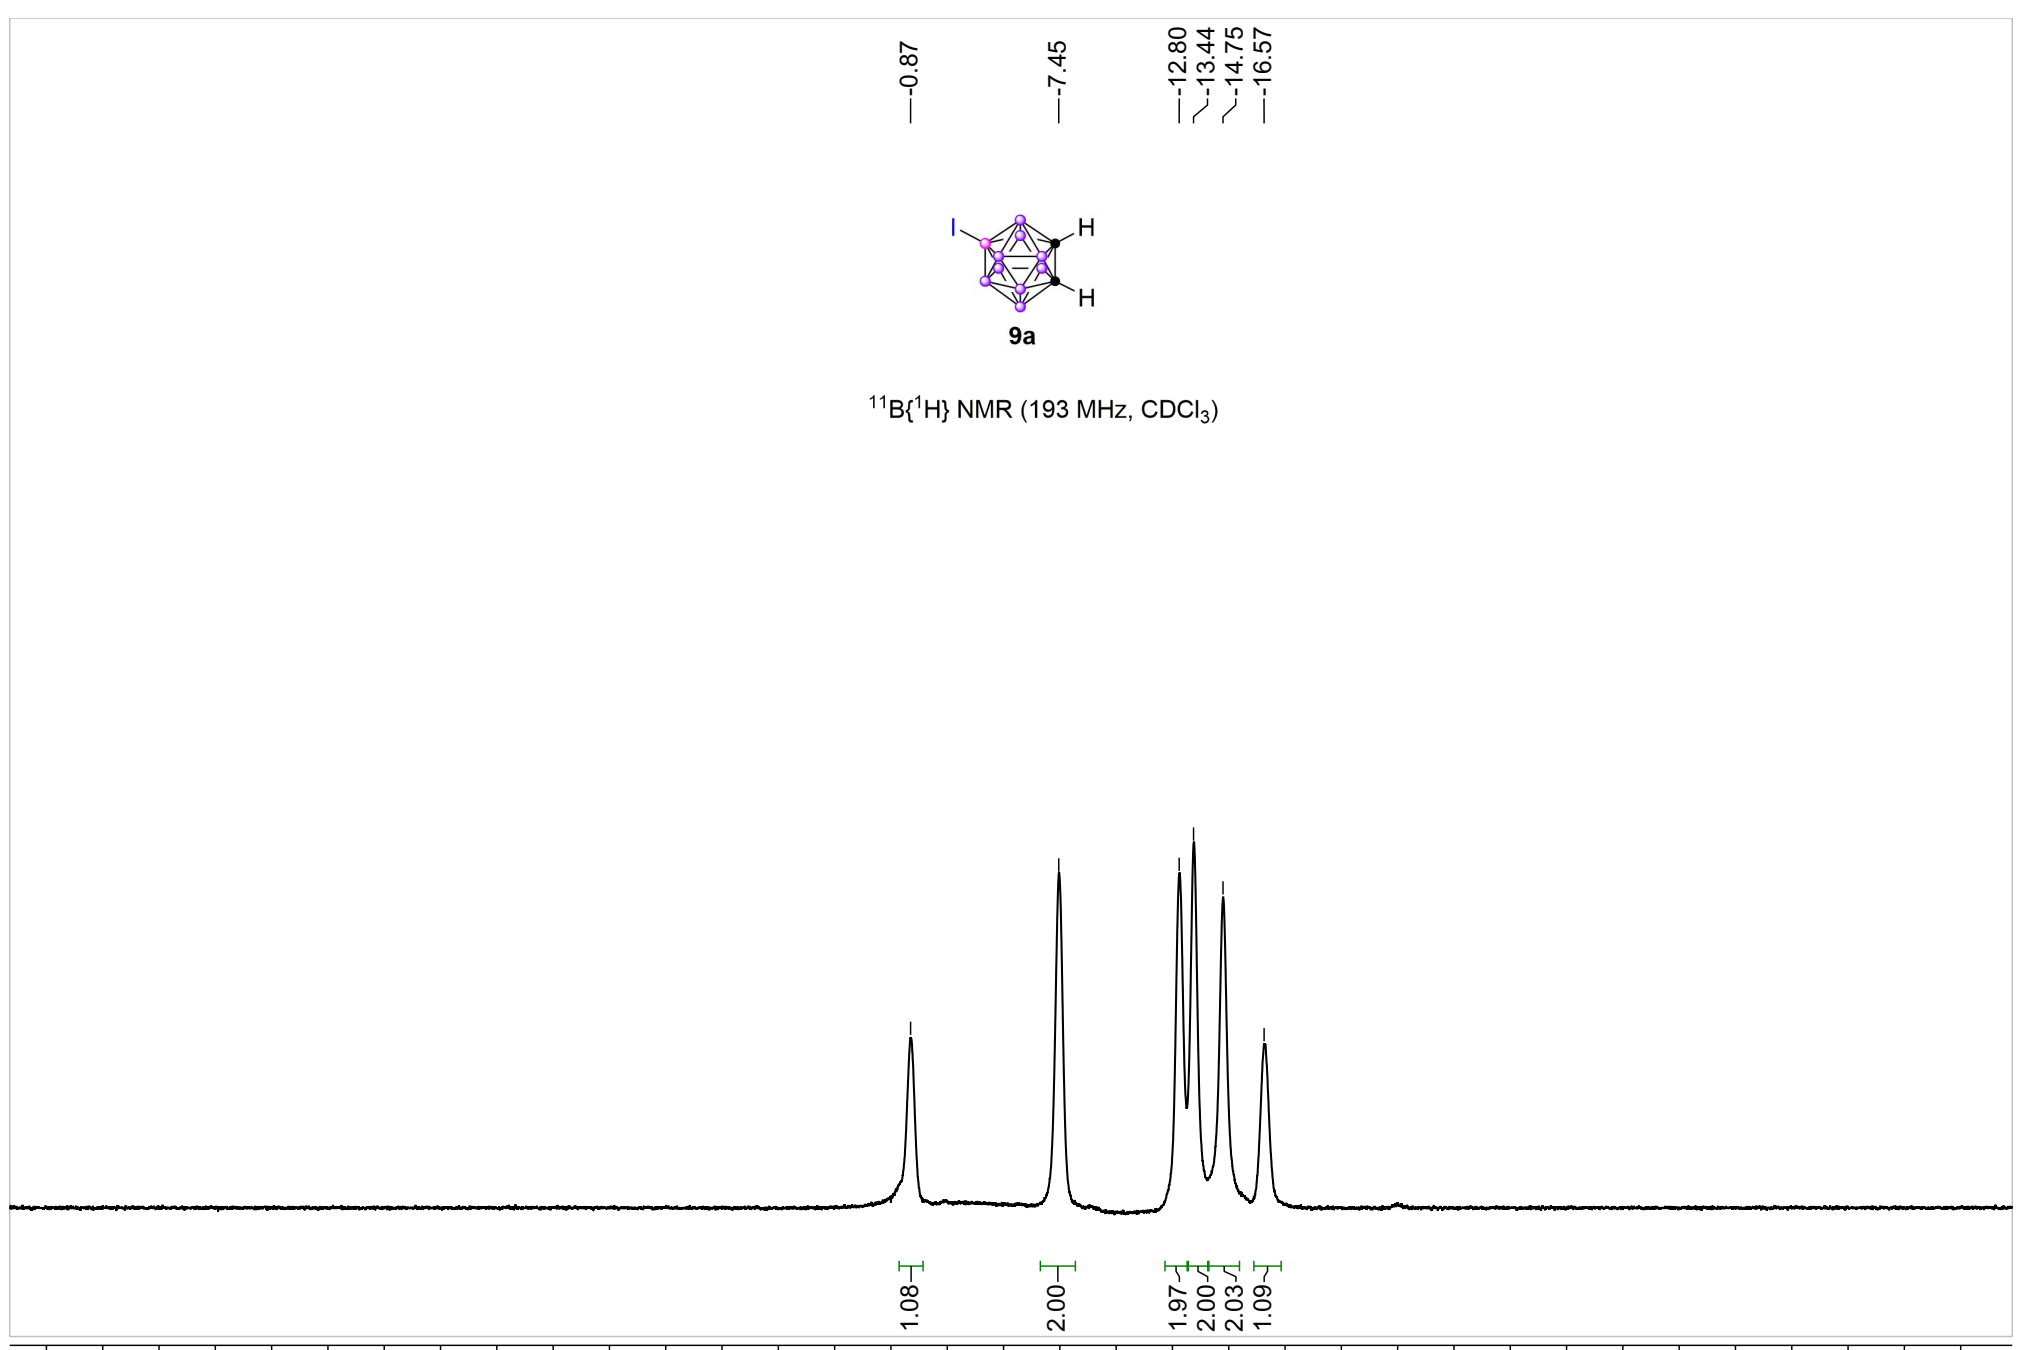 --0.87
--7.45
--12.80
-13.44
-14.75
--16.57
I
H
H
9a
¹¹B{¹H} NMR (193 MHz, CDCl₃)
1.08
2.00
1.97
2.00
2.03
1.09